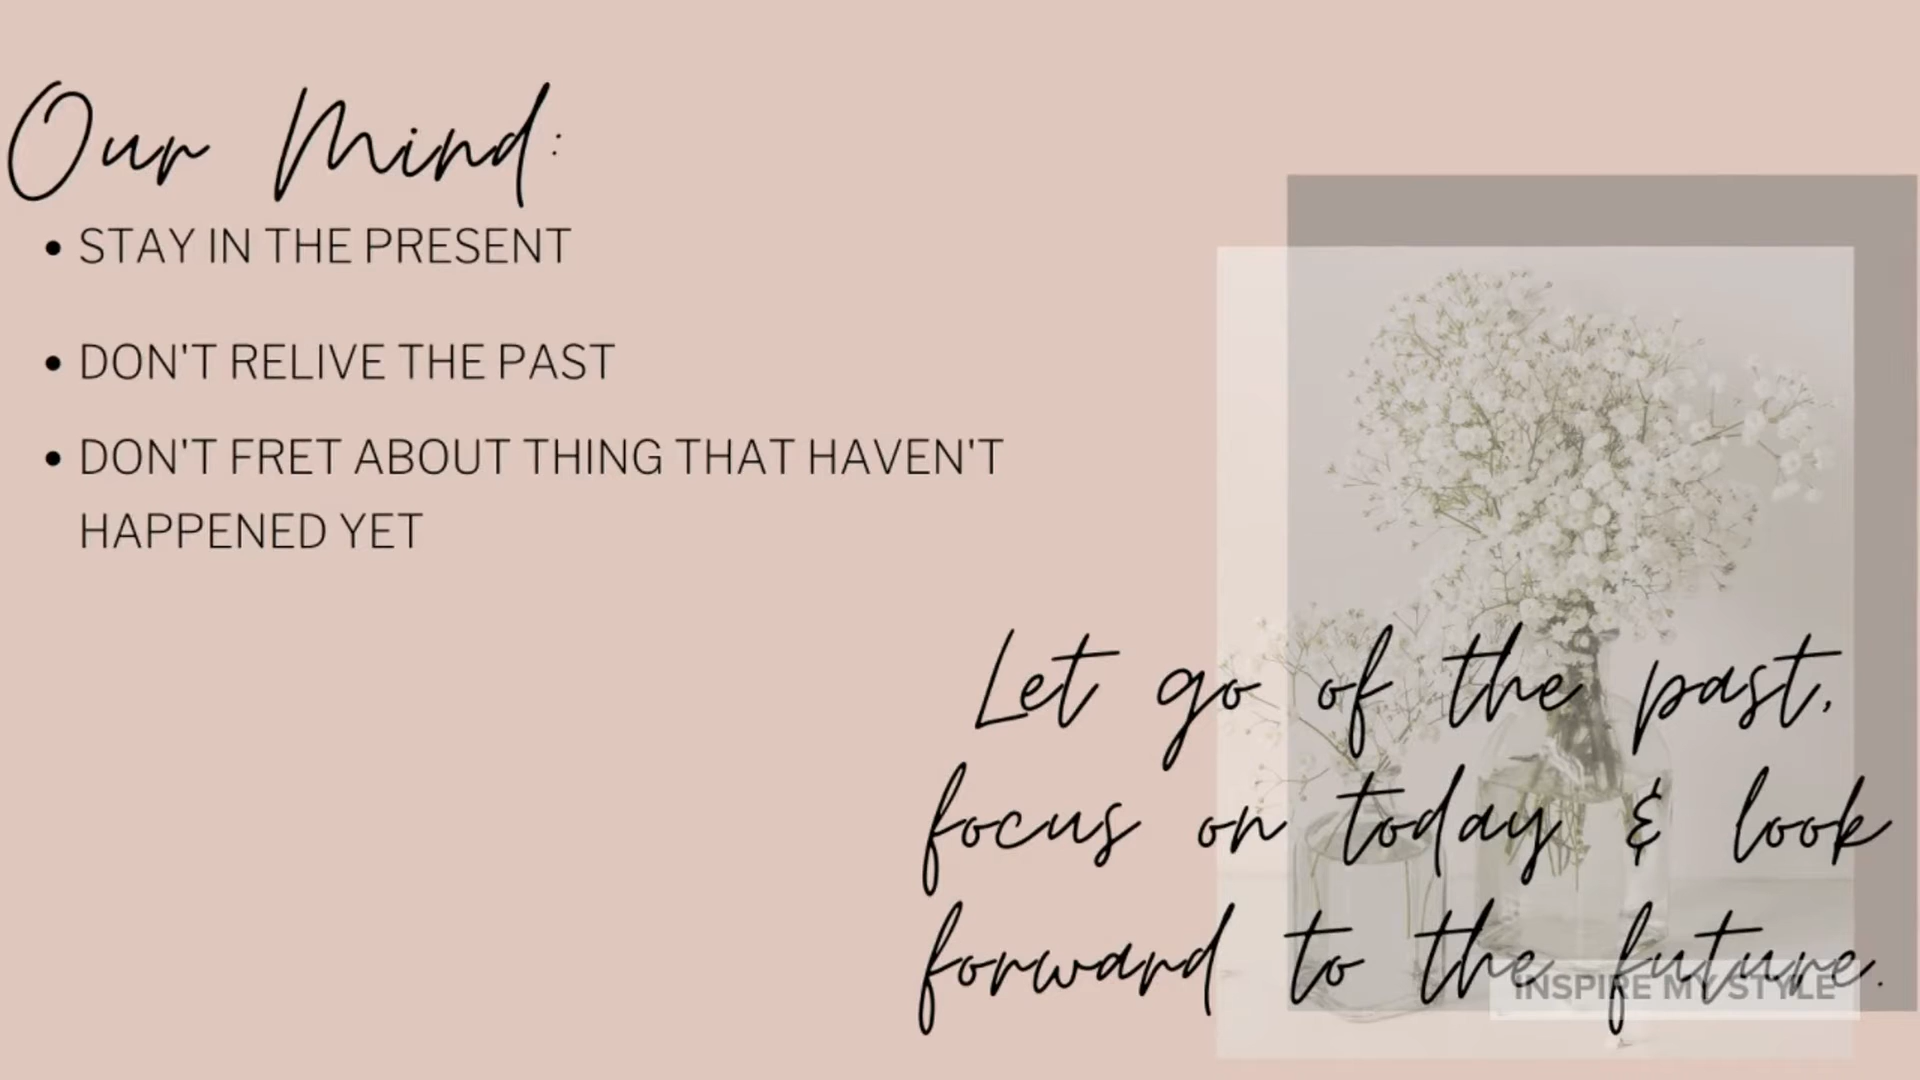 Our Mind:
• STAY IN THE PRESENT
• DON'T RELIVE THE PAST
• DON'T FRET ABOUT THING THAT HAVEN'T
HAPPENED YET
Let go of the past,
focus on today & look
forward to the future.
INSPIRE MY STYLE